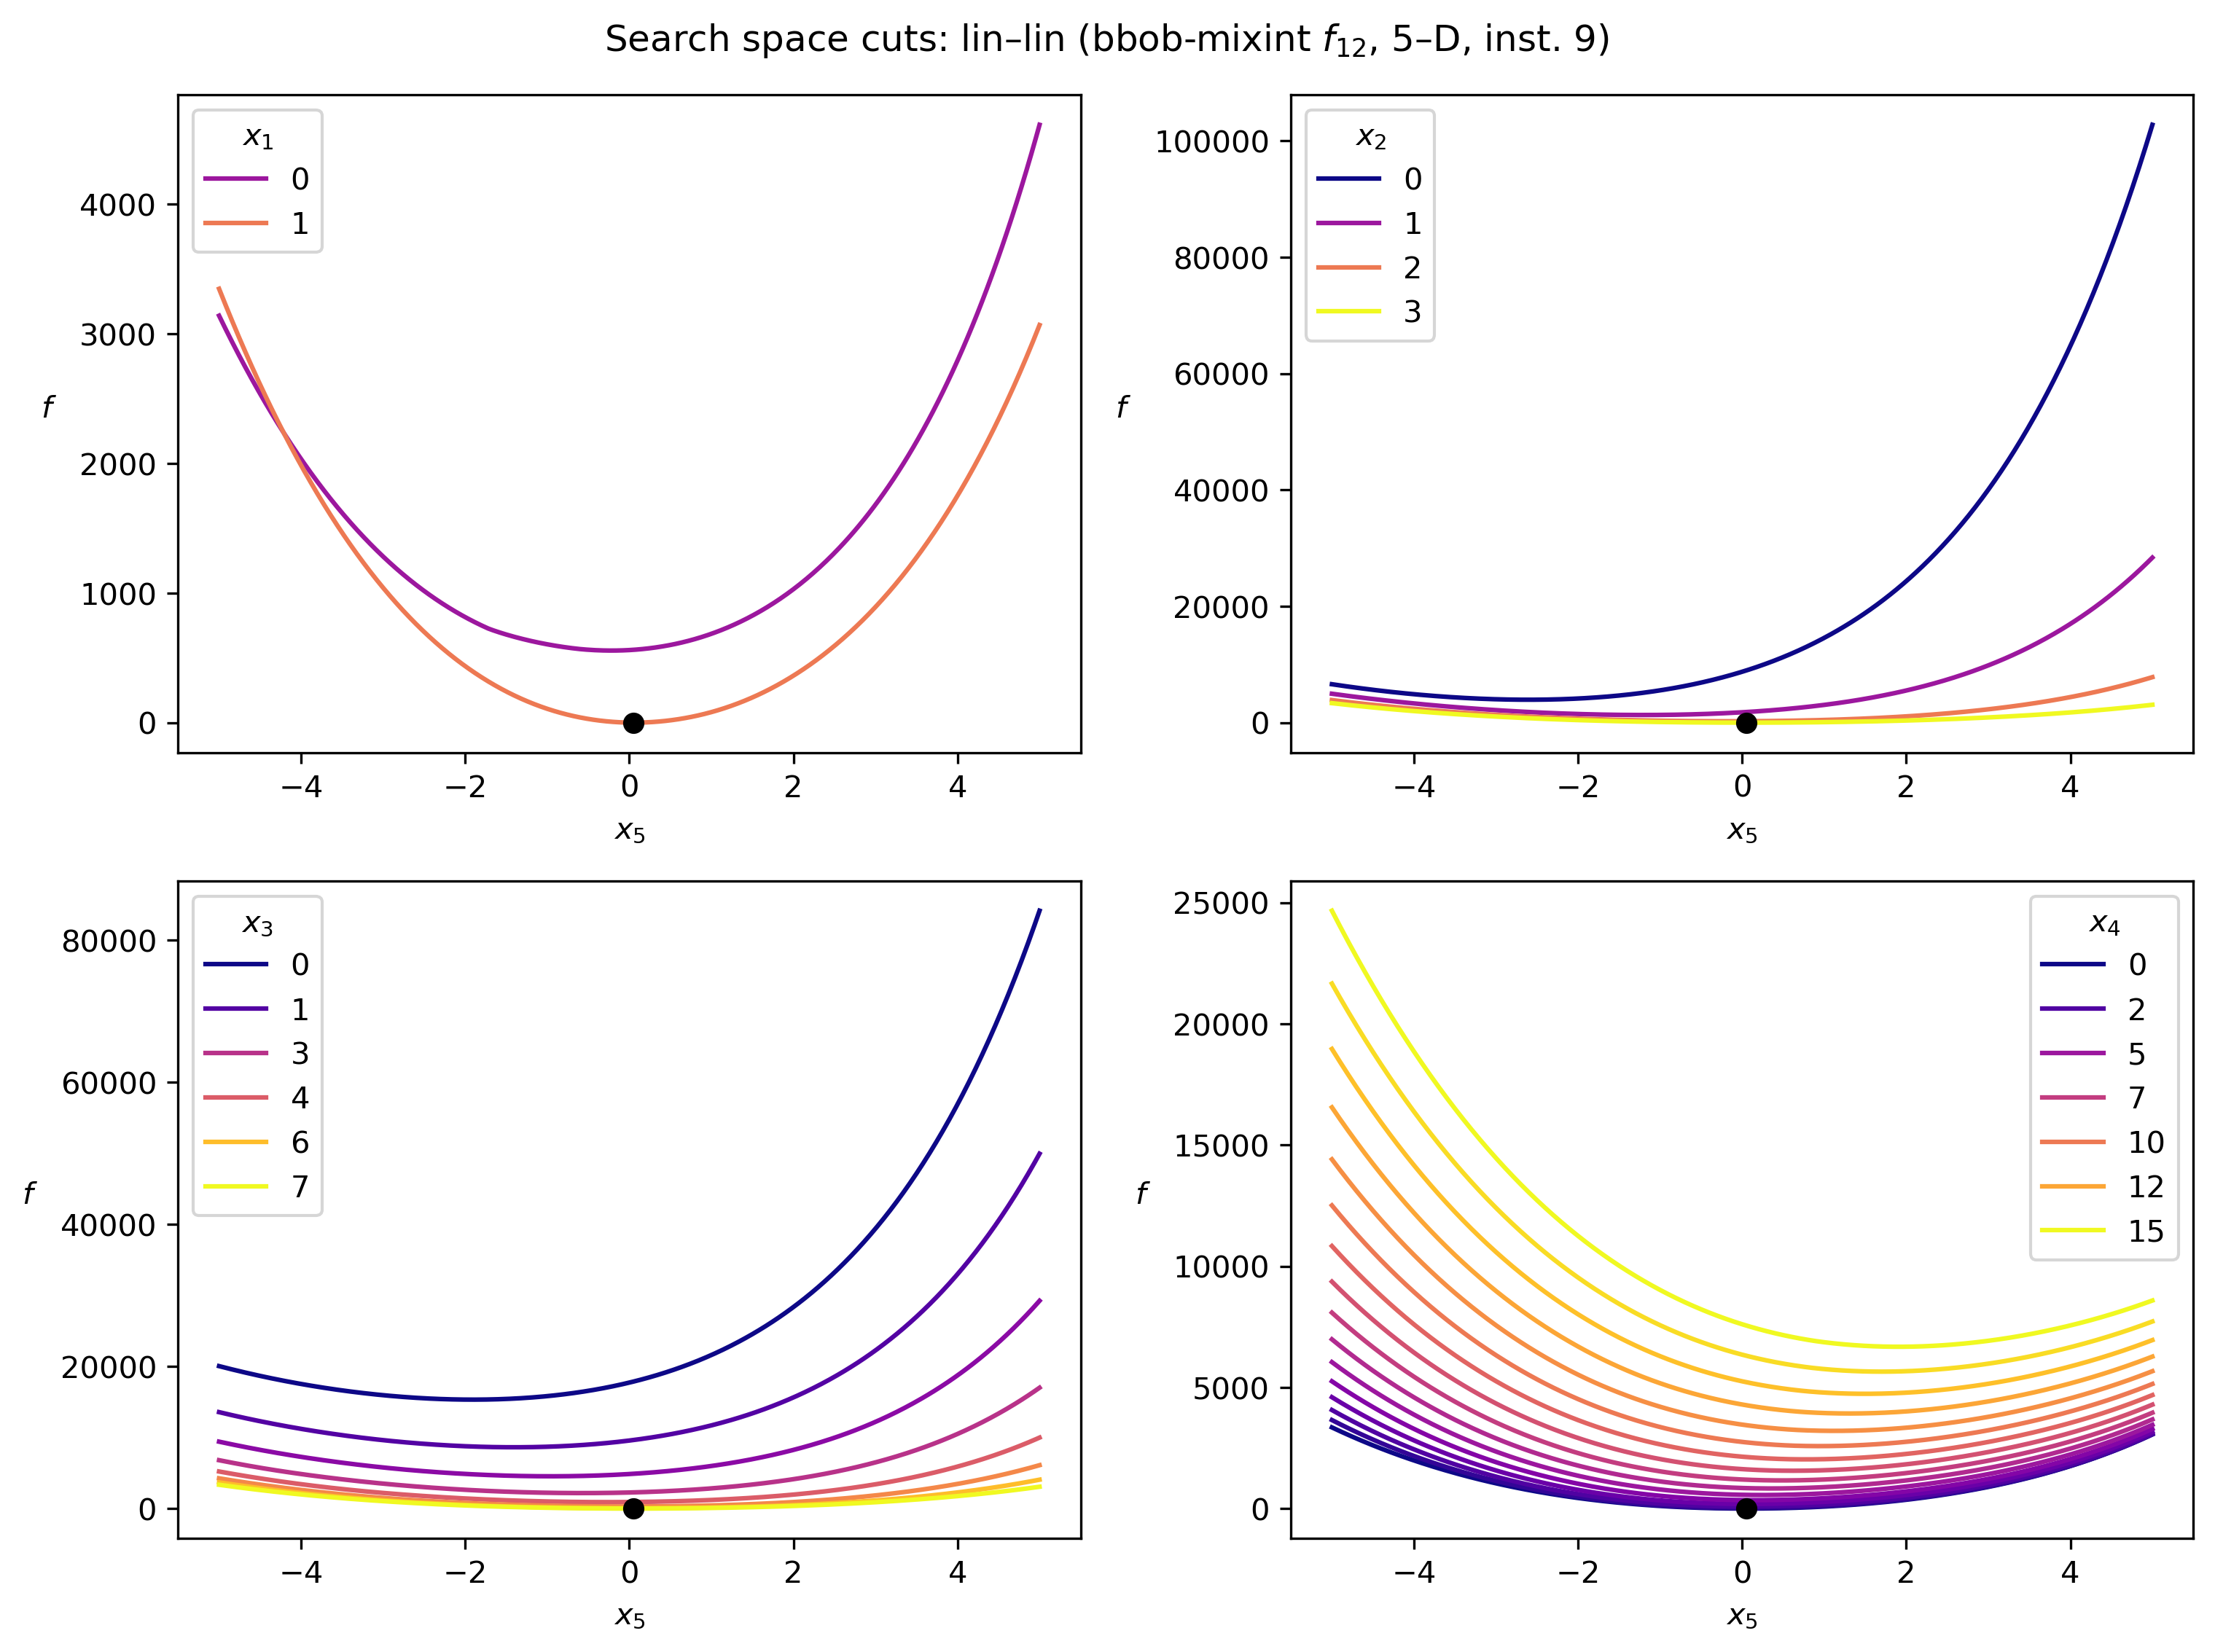 Search space cuts: lin–lin (bbob-mixint f12, 5–D, inst. 9)
x1
0
1
4000
3000
2000
1000
0
f
−4 −2 0 2 4
x5
x2
0
1
2
3
100000
80000
60000
40000
20000
0
f
−4 −2 0 2 4
x5
x3
0
1
3
4
6
7
80000
60000
40000
20000
0
f
−4 −2 0 2 4
x5
x4
0
2
5
7
10
12
15
25000
20000
15000
10000
5000
0
f
−4 −2 0 2 4
x5